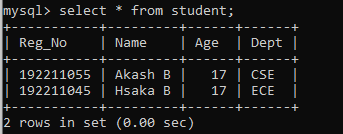 mysql> select * from student;
+-----------+---------+------+------+
| Reg_No    | Name    | Age  | Dept |
+-----------+---------+------+------+
| 192211055 | Akash B |   17 | CSE  |
| 192211045 | Hsaka B |   17 | ECE  |
+-----------+---------+------+------+
2 rows in set (0.00 sec)